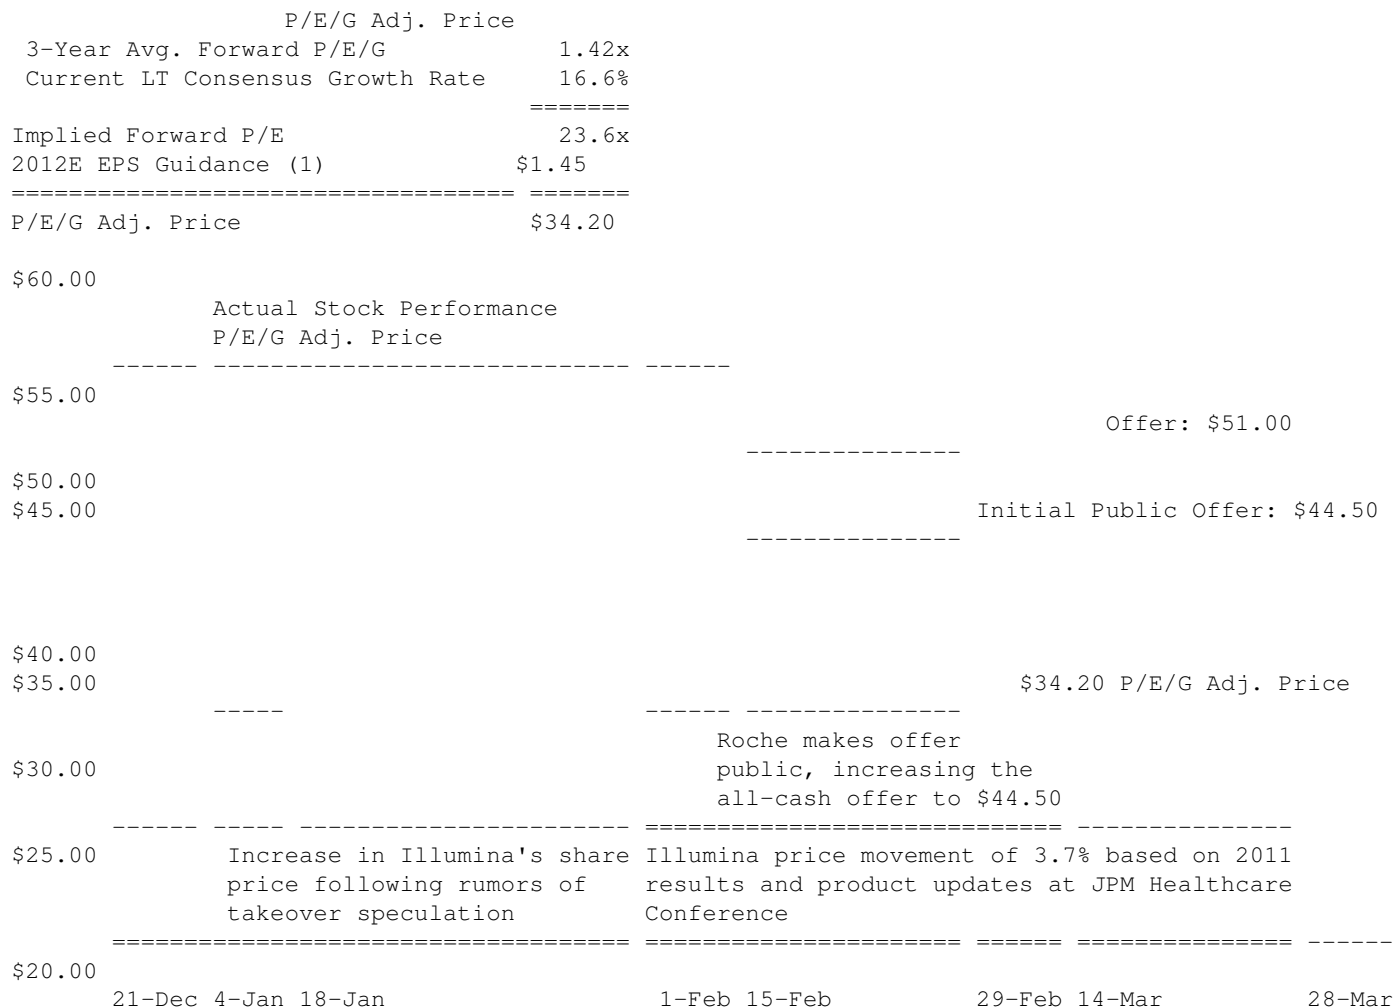 P/E/G Adj. Price
3-Year Avg. Forward P/E/G 1.42x
Current LT Consensus Growth Rate 16.6%
=======
Implied Forward P/E 23.6x
2012E EPS Guidance (1) $1.45
=================================== =======
P/E/G Adj. Price $34.20
$60.00
Actual Stock Performance
P/E/G Adj. Price
------ ----------------------------- ------
$55.00
Offer: $51.00
---------------
$50.00
$45.00 Initial Public Offer: $44.50
---------------
$40.00
$35.00 $34.20 P/E/G Adj. Price
----- ------ ---------------
Roche makes offer
$30.00 public, increasing the
all-cash offer to $44.50
------ ----- ----------------------- ============================= ---------------
$25.00 Increase in Illumina's share Illumina price movement of 3.7% based on 2011
price following rumors of results and product updates at JPM Healthcare
takeover speculation Conference
==================================== ====================== ====== =============== ------
$20.00
21-Dec 4-Jan 18-Jan 1-Feb 15-Feb 29-Feb 14-Mar 28-Mar